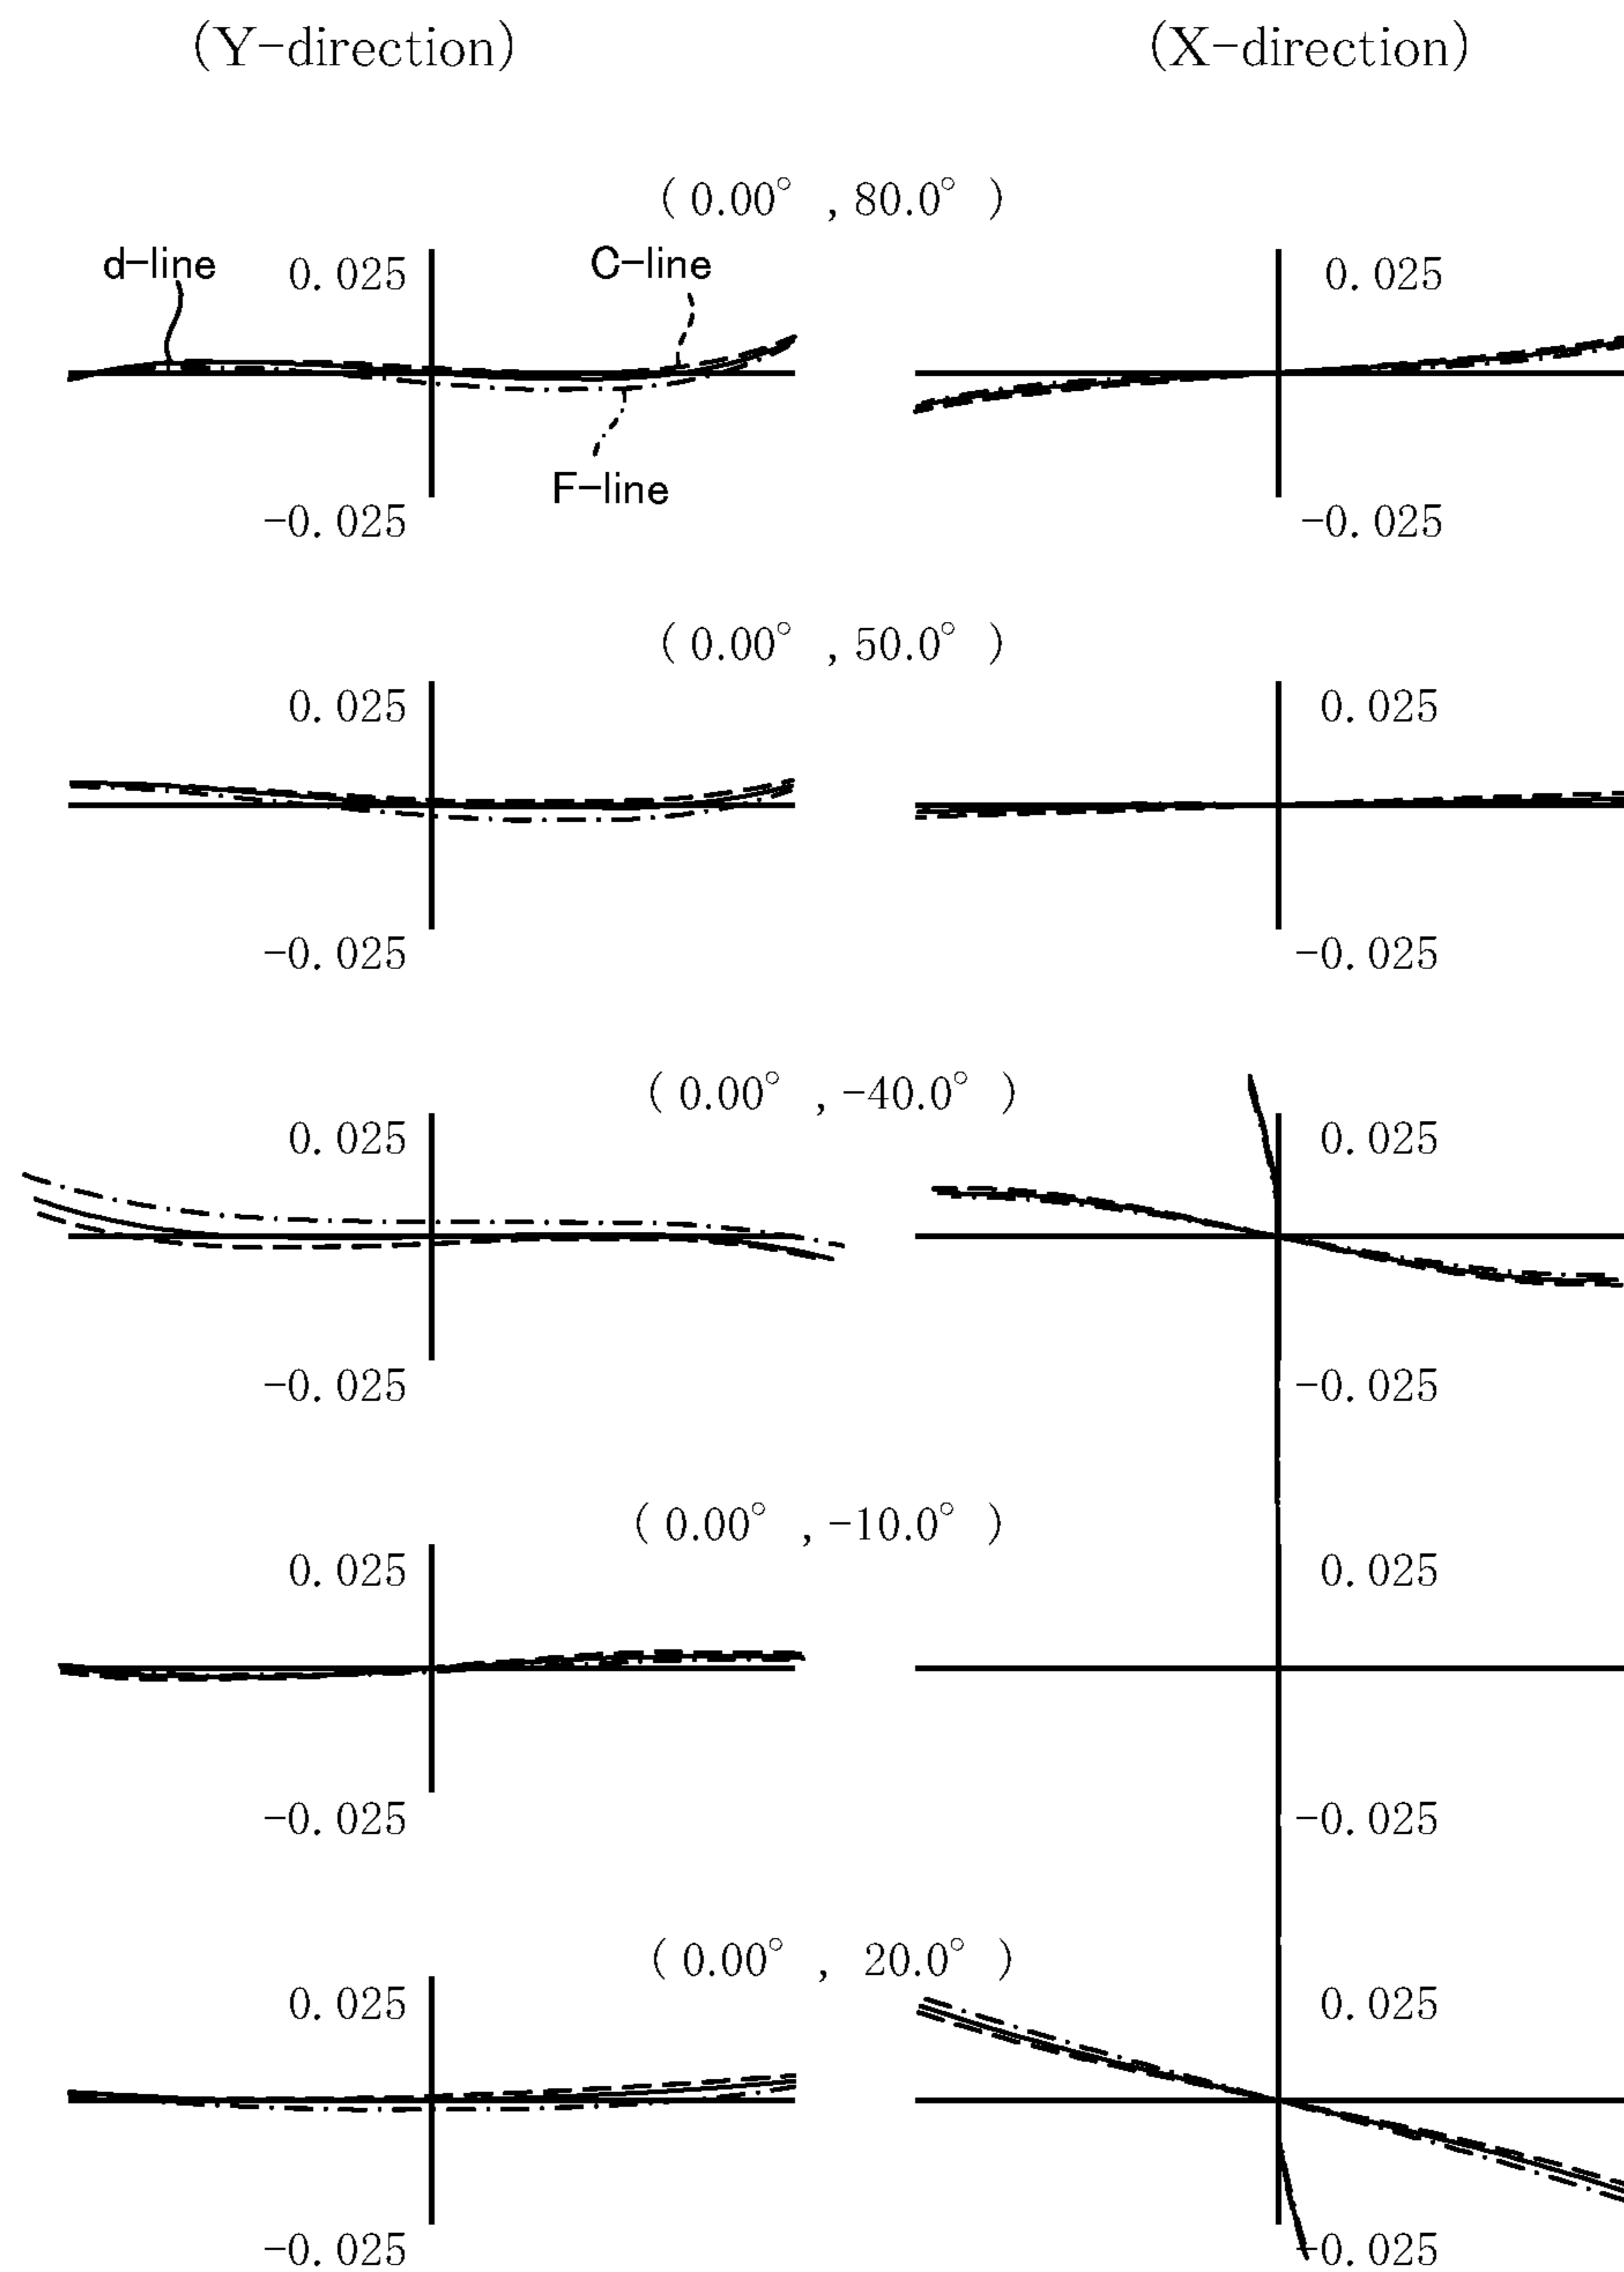 (Y-direction) (X-direction)
(0.00° ,80.0° )
d-line 0.025 C-line 0.025
F-line
-0.025 -0.025
(0.00° ,50.0° )
0.025 0.025
-0.025 -0.025
(0.00° ,-40.0° )
0.025 0.025
-0.025 -0.025
(0.00° ,-10.0° )
0.025 0.025
-0.025 -0.025
(0.00° , 20.0° )
0.025 0.025
-0.025 -0.025